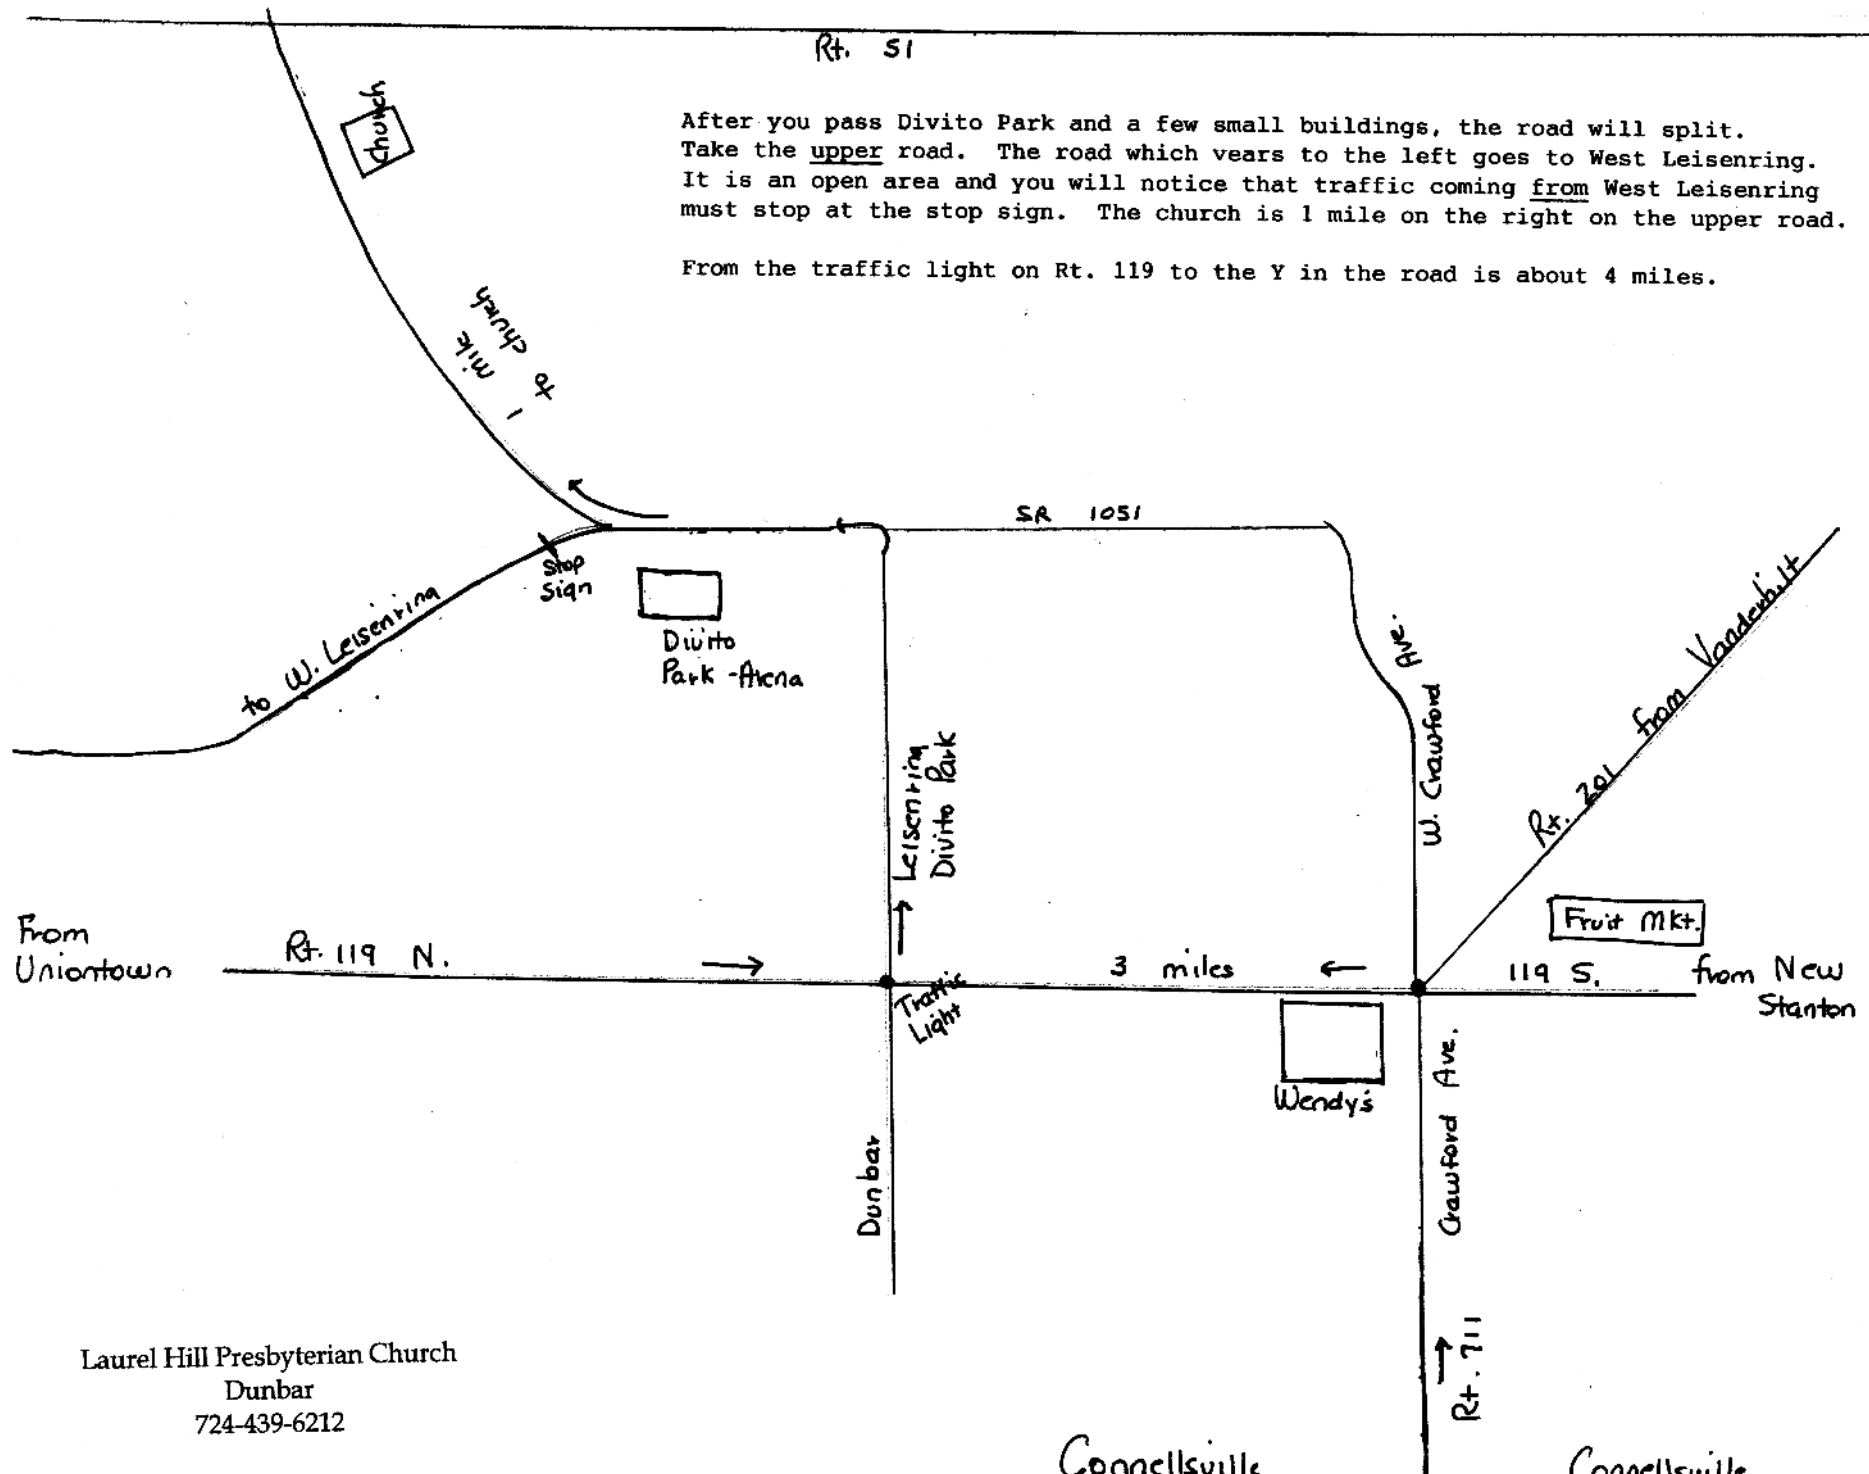 Rt. 51
Church
After you pass Divito Park and a few small buildings, the road will split.
Take the upper road. The road which vears to the left goes to West Leisenring.
It is an open area and you will notice that traffic coming from West Leisenring
must stop at the stop sign. The church is 1 mile on the right on the upper road.
From the traffic light on Rt. 119 to the Y in the road is about 4 miles.
1 mile
to church
SR 1051
Stop
Sign
Divito
Park - Arena
to W. Leisenring
W. Crawford Ave.
Rt. 201 from Vanderbilt
Leisenring
Divito Park
Fruit Mkt.
From
Uniontown
Rt. 119 N.
3 miles
119 S.
from New
Stanton
Traffic
Light
Wendy's
Dunbar
Crawford Ave.
Rt. 711
Laurel Hill Presbyterian Church
Dunbar
724-439-6212
Connellsville
Connellsville